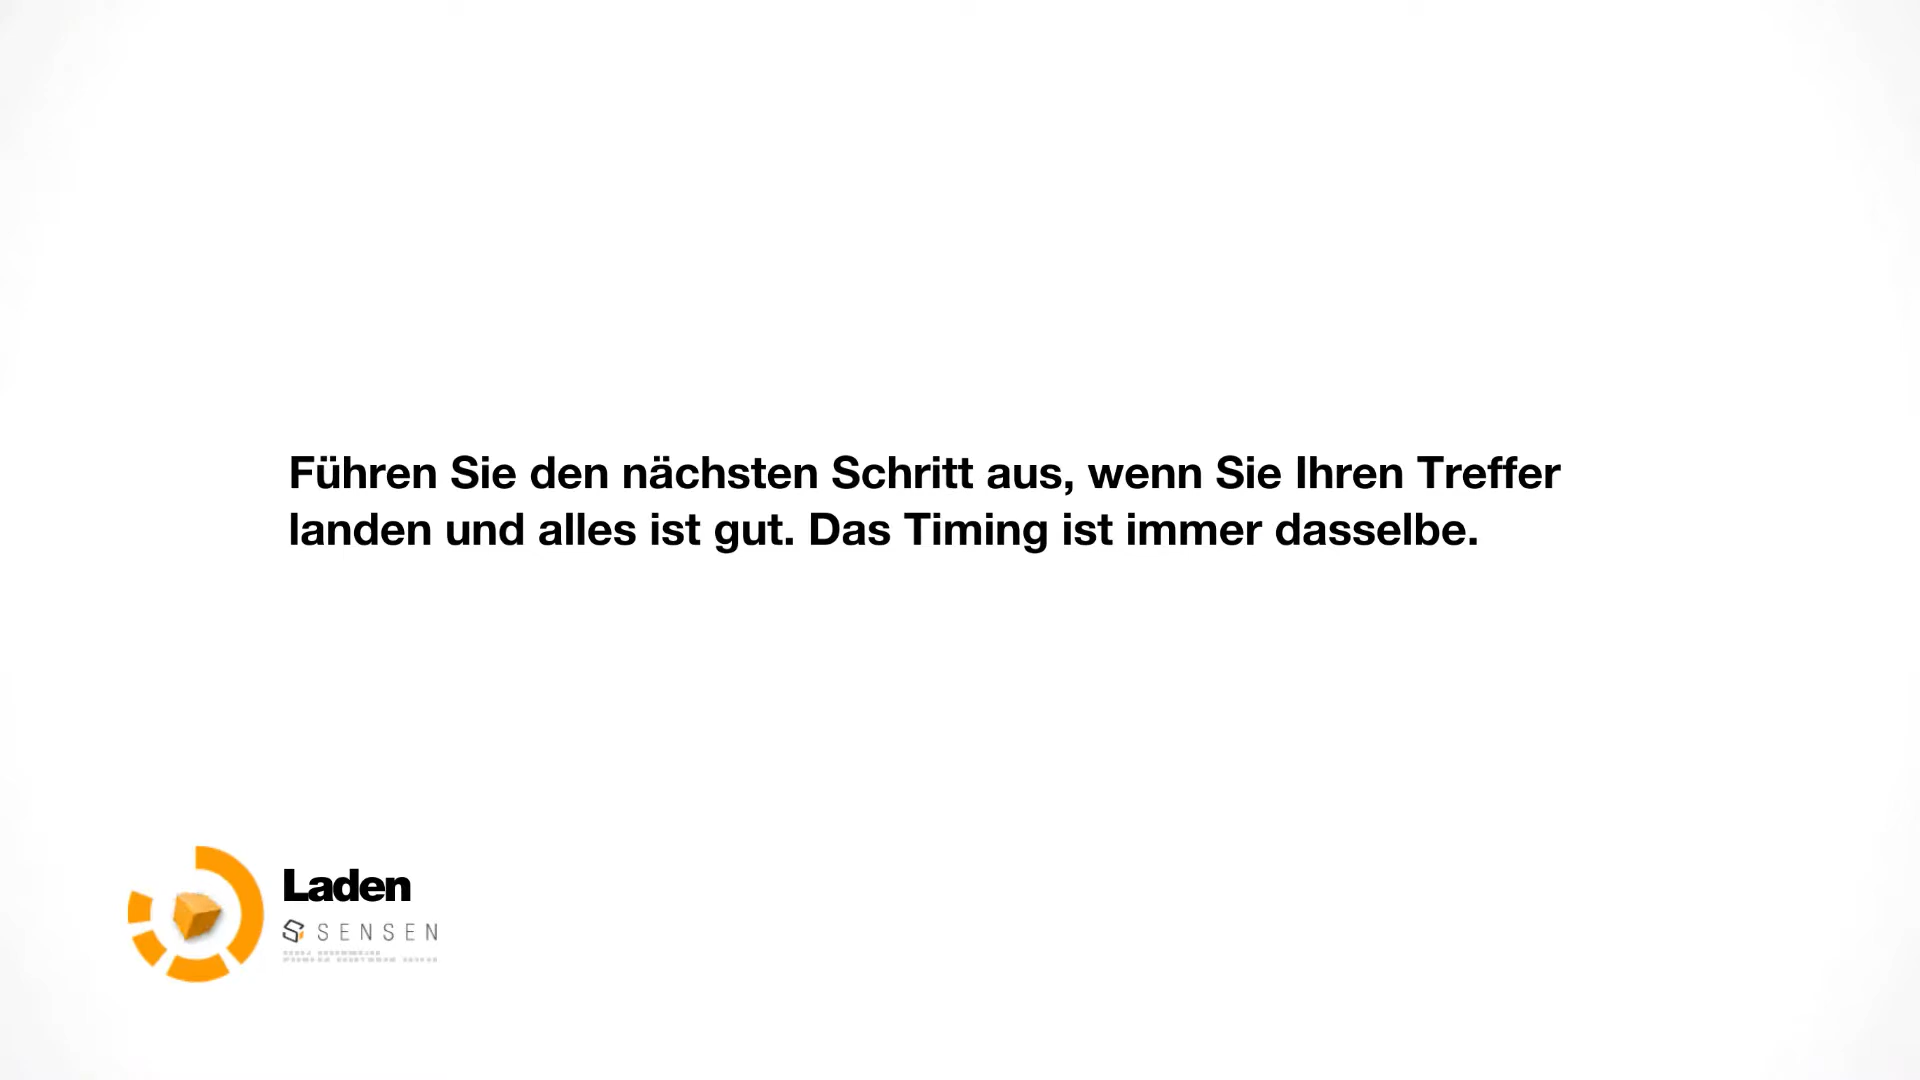 Führen Sie den nächsten Schritt aus, wenn Sie Ihren Treffer
landen und alles ist gut. Das Timing ist immer dasselbe.
Laden
SENSEN